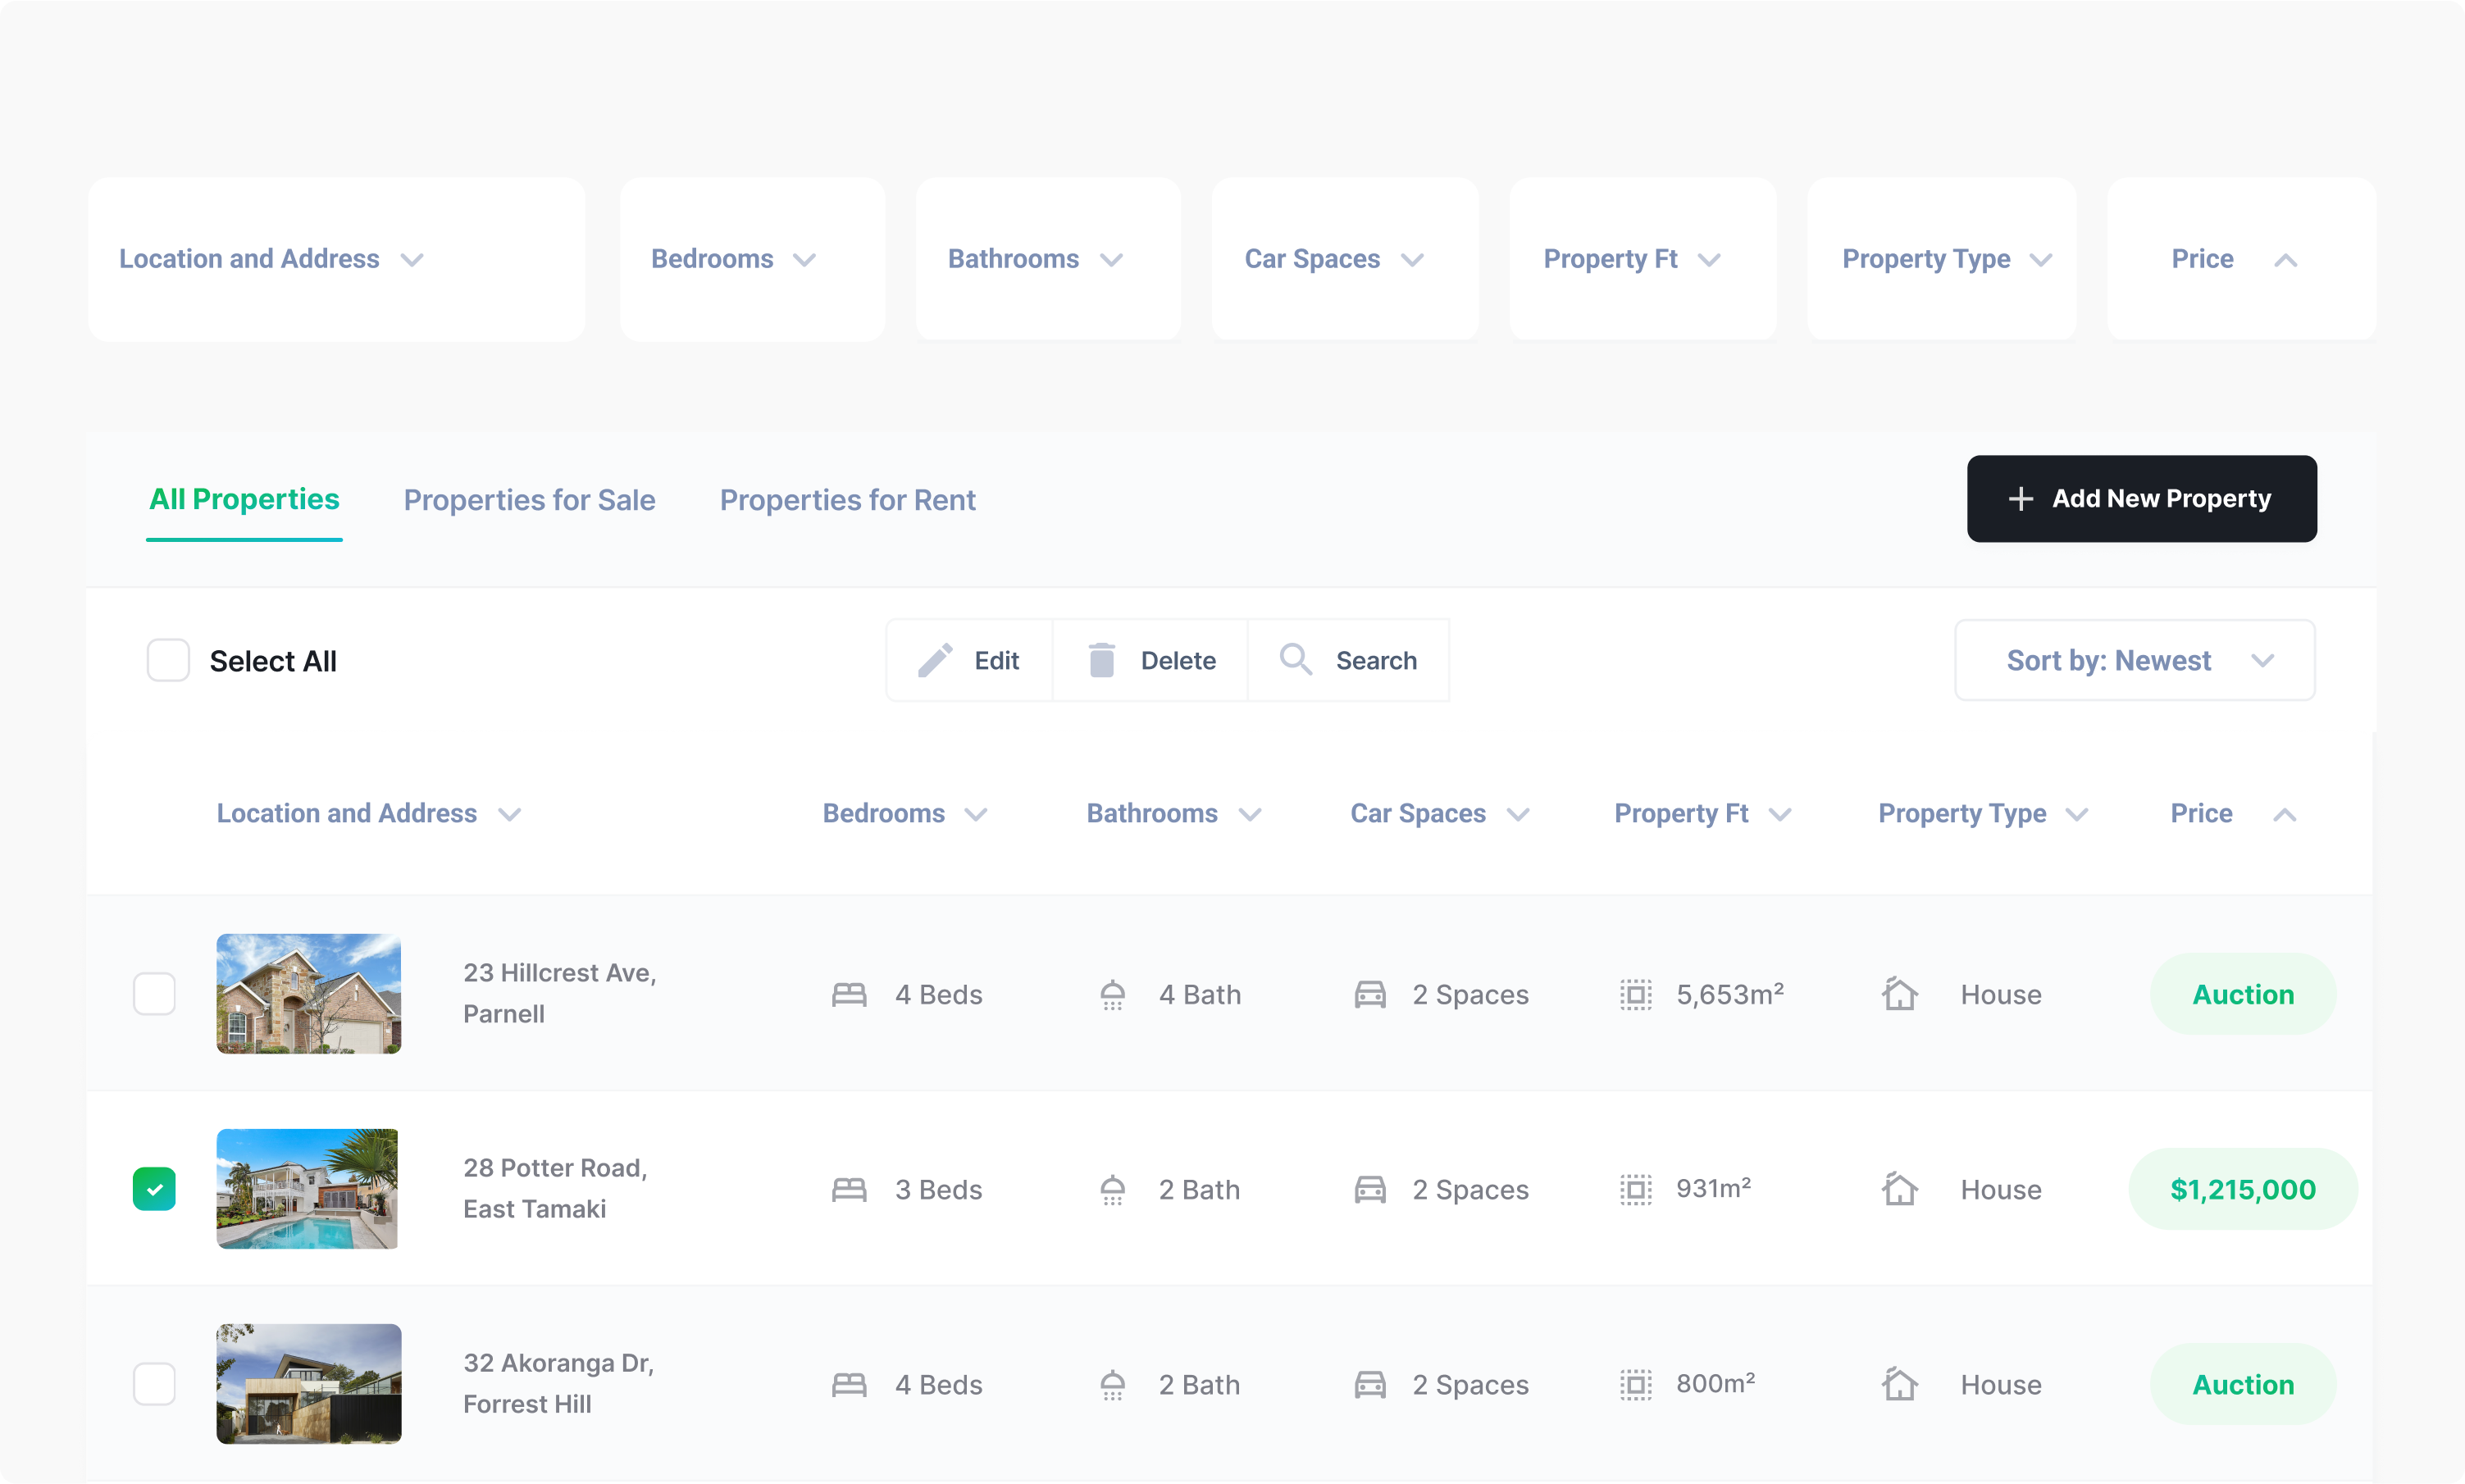 Location and Address
Bedrooms
Bathrooms
Car Spaces
Property Ft
Property Type
Price
All Properties
Properties for Sale
Properties for Rent
Add New Property
Select All
Edit
Delete
Search
Sort by: Newest
Location and Address
Bedrooms
Bathrooms
Car Spaces
Property Ft
Property Type
Price
23 Hillcrest Ave,
Parnell
4 Beds
4 Bath
2 Spaces
5,653m²
House
Auction
28 Potter Road,
East Tamaki
3 Beds
2 Bath
2 Spaces
931m²
House
$1,215,000
32 Akoranga Dr,
Forrest Hill
4 Beds
2 Bath
2 Spaces
800m²
House
Auction